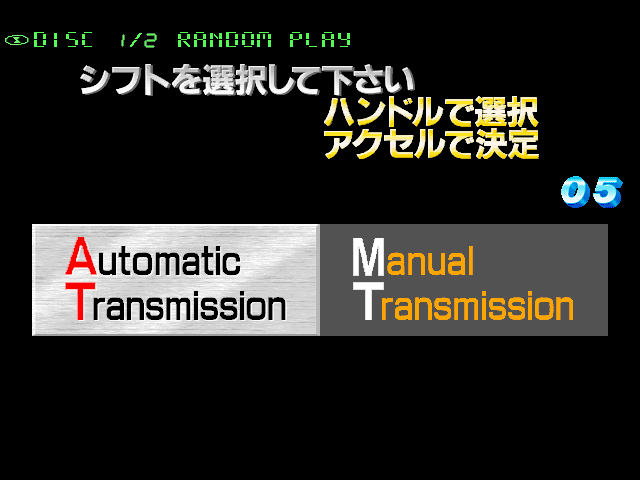 DISC 1/2 RANDOM PLAY
シフトを選択して下さい
ハンドルで選択
アクセルで決定
05
Automatic
Transmission
Manual
Transmission